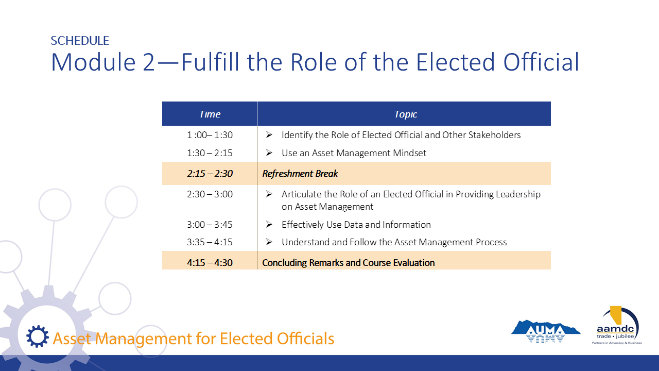 SCHEDULE
Module 2—Fulfill the Role of the Elected Official
Time Topic
1:00– 1:30 ➢ Identify the Role of Elected Official and Other Stakeholders
1:30 – 2:15 ➢ Use an Asset Management Mindset
2:15 – 2:30 Refreshment Break
2:30 – 3:00 ➢ Articulate the Role of an Elected Official in Providing Leadership
on Asset Management
3:00 – 3:45 ➢ Effectively Use Data and Information
3:35 – 4:15 ➢ Understand and Follow the Asset Management Process
4:15 – 4:30 Concluding Remarks and Course Evaluation
Asset Management for Elected Officials
AUMA
aamdc
trade • jubilee